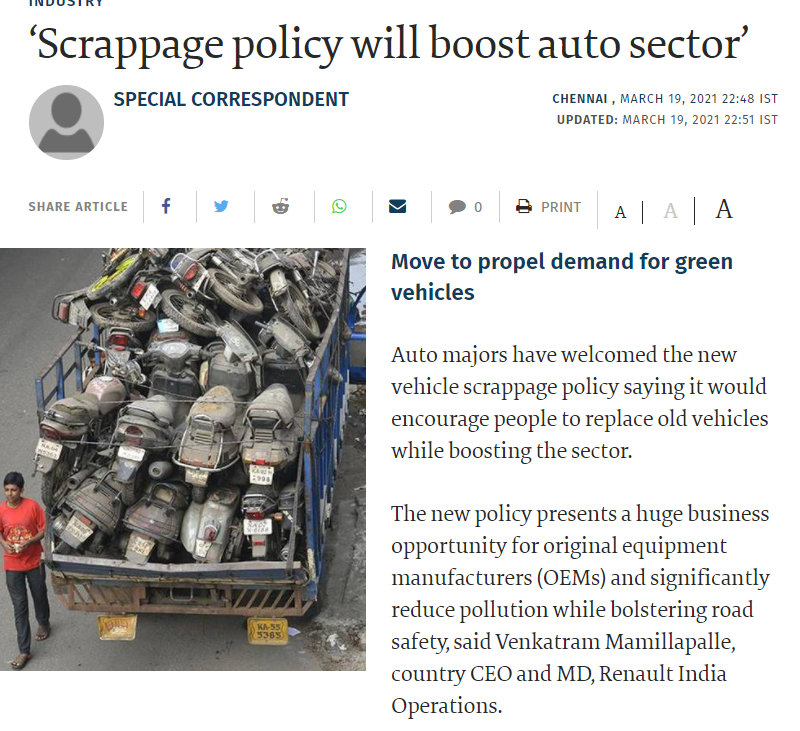 INDUSTRY
‘Scrappage policy will boost auto sector’
SPECIAL CORRESPONDENT
CHENNAI , MARCH 19, 2021 22:48 IST
UPDATED: MARCH 19, 2021 22:51 IST
SHARE ARTICLE 0 PRINT A A A
Move to propel demand for green
vehicles
Auto majors have welcomed the new
vehicle scrappage policy saying it would
encourage people to replace old vehicles
while boosting the sector.
The new policy presents a huge business
opportunity for original equipment
manufacturers (OEMs) and significantly
reduce pollution while bolstering road
safety, said Venkatram Mamillapalle,
country CEO and MD, Renault India
Operations.
KA-55
5365